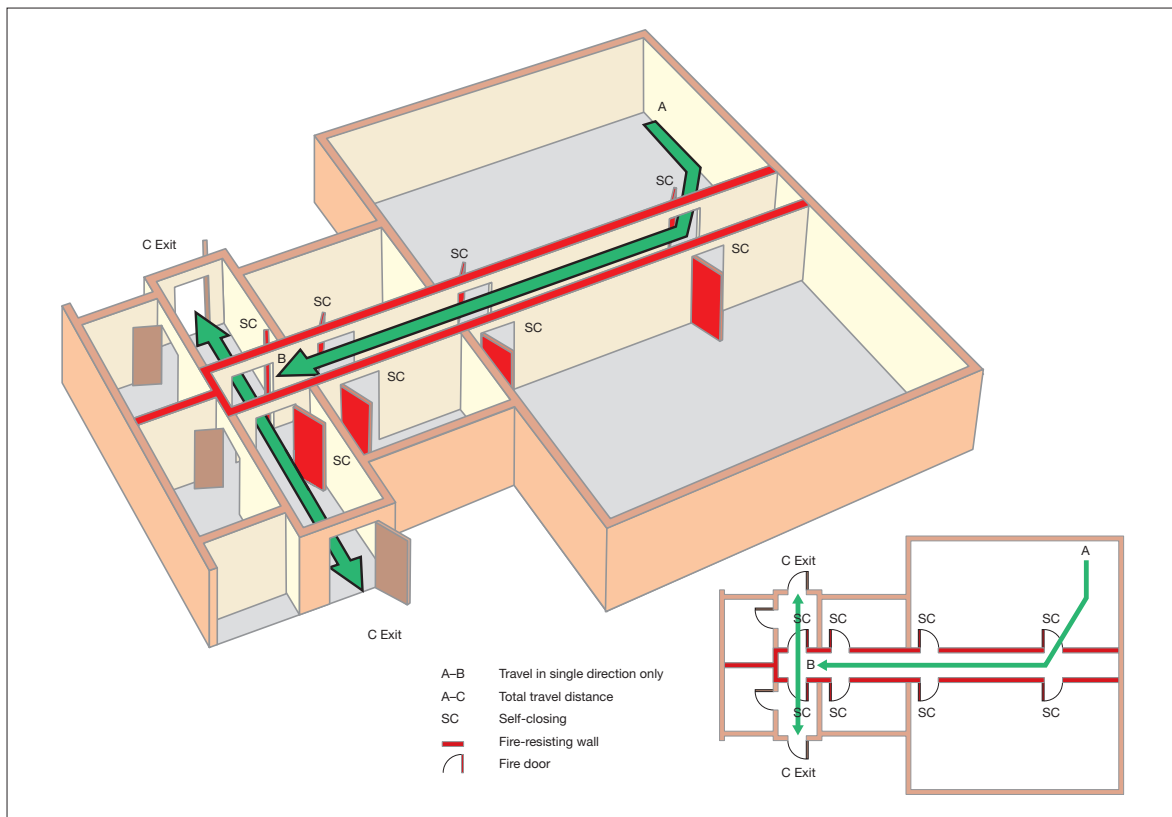 A
SC
C Exit
SC
SC
SC
SC
SC
B
SC
SC
C Exit
A–B Travel in single direction only
A–C Total travel distance
SC Self-closing
Fire-resisting wall
Fire door
C Exit
A
SC SC SC SC
B
SC SC SC SC
C Exit